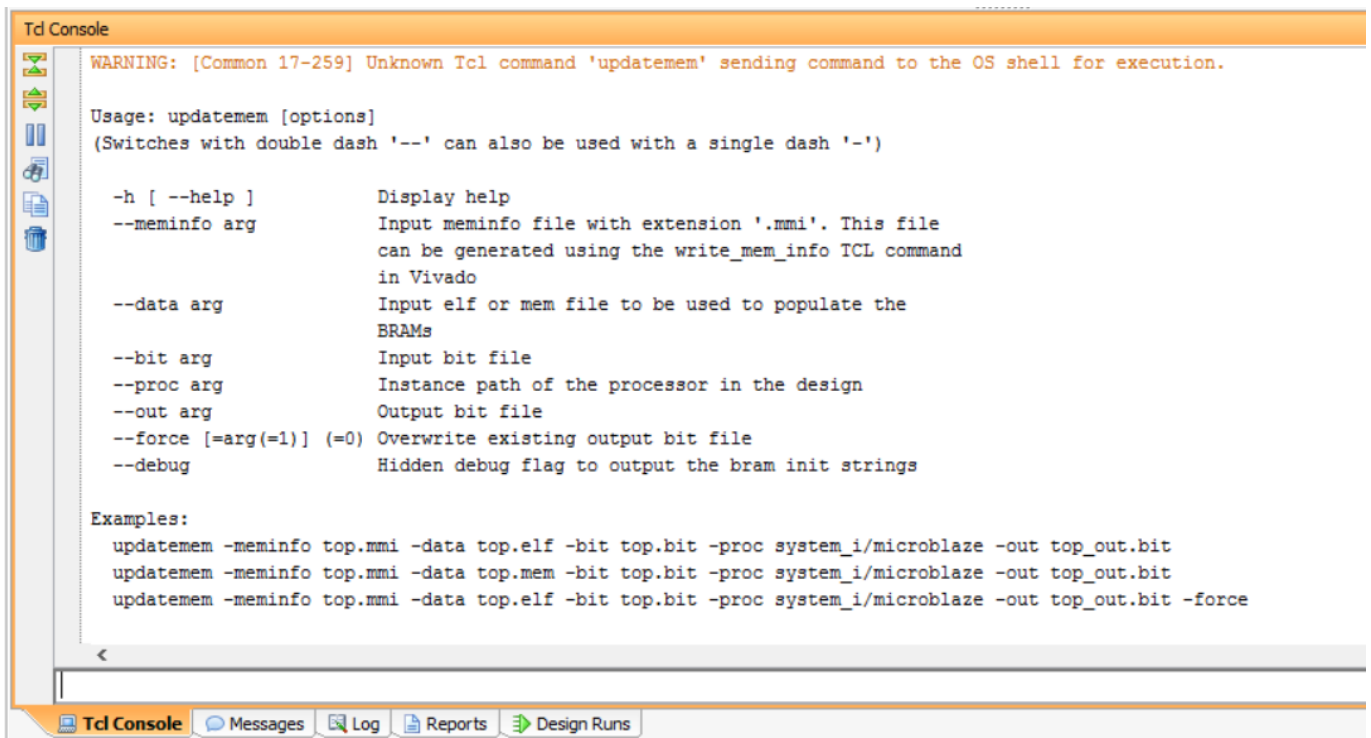 Tcl Console
WARNING: [Common 17-259] Unknown Tcl command 'updatemem' sending command to the OS shell for execution.
Usage: updatemem [options]
(Switches with double dash '--' can also be used with a single dash '-')
-h [ --help ] Display help
--meminfo arg Input meminfo file with extension '.mmi'. This file
can be generated using the write_mem_info TCL command
in Vivado
--data arg Input elf or mem file to be used to populate the
BRAMs
--bit arg Input bit file
--proc arg Instance path of the processor in the design
--out arg Output bit file
--force [=arg(=1)] (=0) Overwrite existing output bit file
--debug Hidden debug flag to output the bram init strings
Examples:
updatemem -meminfo top.mmi -data top.elf -bit top.bit -proc system_i/microblaze -out top_out.bit
updatemem -meminfo top.mmi -data top.mem -bit top.bit -proc system_i/microblaze -out top_out.bit
updatemem -meminfo top.mmi -data top.elf -bit top.bit -proc system_i/microblaze -out top_out.bit -force
Tcl Console Messages Log Reports Design Runs